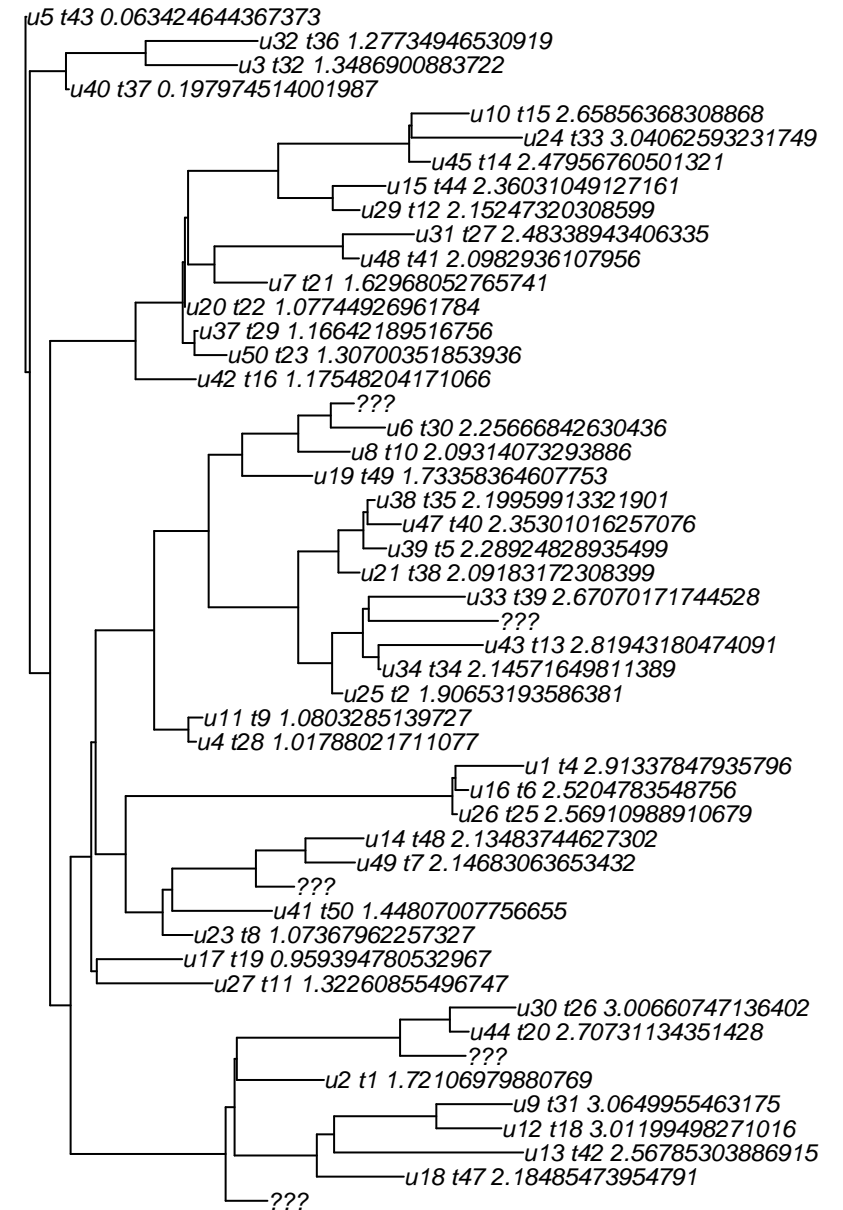 u5 t43 0.063424644367373
u32 t36 1.27734946530919
u3 t32 1.3486900883722
u40 t37 0.197974514001987
u10 t15 2.65856368308868
u24 t33 3.04062593231749
u45 t14 2.47956760501321
u15 t44 2.36031049127161
u29 t12 2.15247320308599
u31 t27 2.48338943406335
u48 t41 2.0982936107956
u7 t21 1.62968052765741
u20 t22 1.07744926961784
u37 t29 1.16642189516756
u50 t23 1.30700351853936
u42 t16 1.17548204171066
???
u6 t30 2.25666842630436
u8 t10 2.09314073293886
u19 t49 1.73358364607753
u38 t35 2.19959913321901
u47 t40 2.35301016257076
u39 t5 2.28924828935499
u21 t38 2.09183172308399
u33 t39 2.67070171744528
???
u43 t13 2.81943180474091
u34 t34 2.14571649811389
u25 t2 1.90653193586381
u11 t9 1.0803285139727
u4 t28 1.01788021711077
u1 t4 2.91337847935796
u16 t6 2.5204783548756
u26 t25 2.56910988910679
u14 t48 2.13483744627302
u49 t7 2.14683063653432
???
u41 t50 1.44807007756655
u23 t8 1.07367962257327
u17 t19 0.959394780532967
u27 t11 1.32260855496747
u30 t26 3.00660747136402
u44 t20 2.70731134351428
???
u2 t1 1.72106979880769
u9 t31 3.0649955463175
u12 t18 3.01199498271016
u13 t42 2.56785303886915
u18 t47 2.18485473954791
???